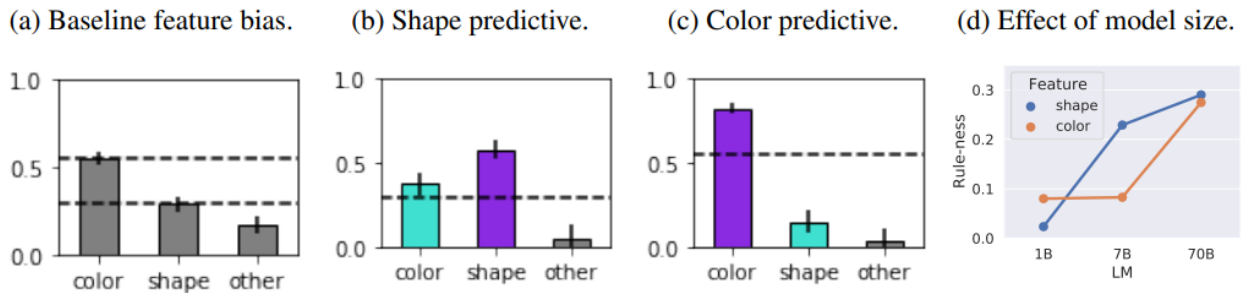 (a) Baseline feature bias.
(b) Shape predictive.
(c) Color predictive.
(d) Effect of model size.
1.0
0.5
0.0
color shape other
1.0
0.5
0.0
color shape other
1.0
0.5
0.0
color shape other
Rule-ness
0.3
0.2
0.1
0.0
Feature
shape
color
1B 7B 70B
LM